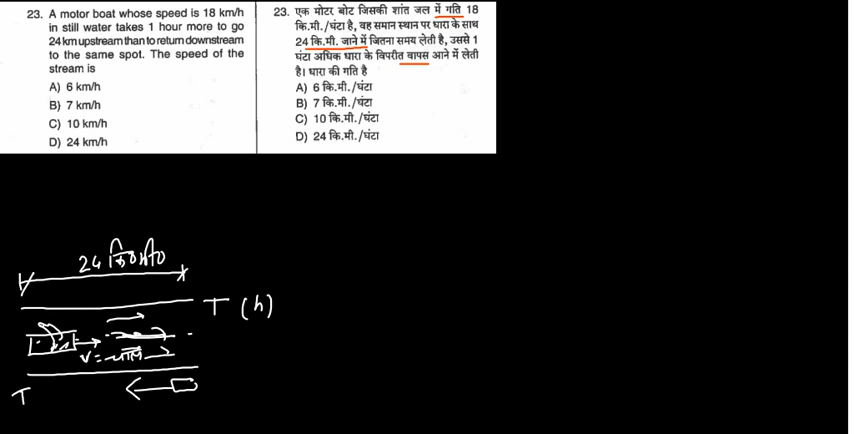 23. A motor boat whose speed is 18 km/h
in still water takes 1 hour more to go
24 km upstream than to return downstream
to the same spot. The speed of the
stream is
A) 6 km/h
B) 7 km/h
C) 10 km/h
D) 24 km/h
23. एक मोटर बोट जिसकी शांत जल में गति 18
कि.मी./घंटा है, वह समान स्थान पर धारा के साथ
24 कि.मी. जाने में जितना समय लेती है, उससे 1
घंटा अधिक धारा के विपरीत वापस आने में लेती
है। धारा की गति है
A) 6 कि.मी./घंटा
B) 7 कि.मी./घंटा
C) 10 कि.मी./घंटा
D) 24 कि.मी./घंटा
24 कि०मी०
T (h)
V =
T